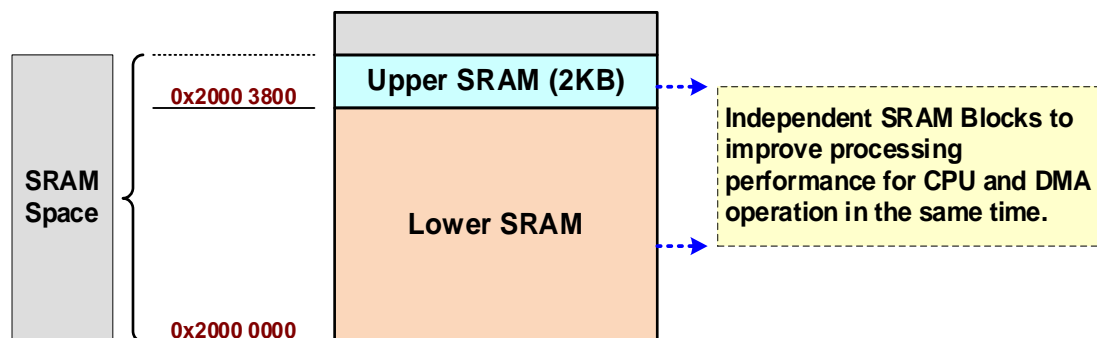 Upper SRAM (2KB)
0x2000 3800
Independent SRAM Blocks to
improve processing
performance for CPU and DMA
operation in the same time.
SRAM
Space
Lower SRAM
0x2000 0000